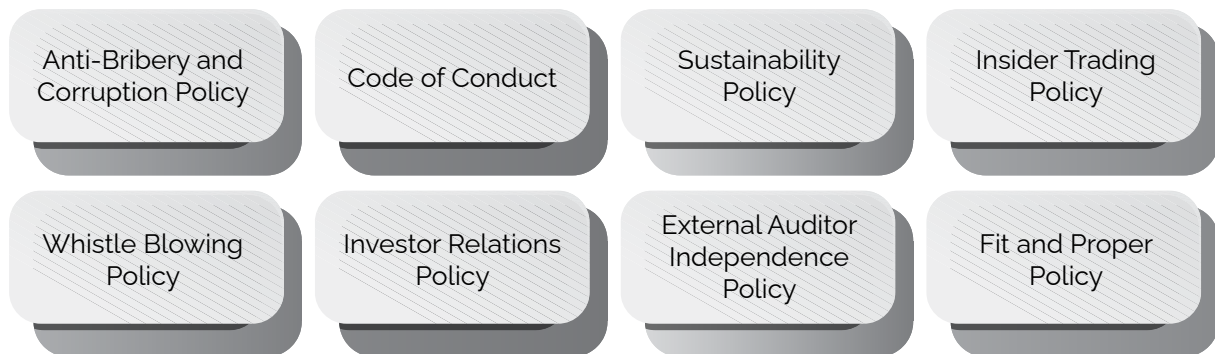 Anti-Bribery and
Corruption Policy
Code of Conduct
Sustainability
Policy
Insider Trading
Policy
Whistle Blowing
Policy
Investor Relations
Policy
External Auditor
Independence
Policy
Fit and Proper
Policy